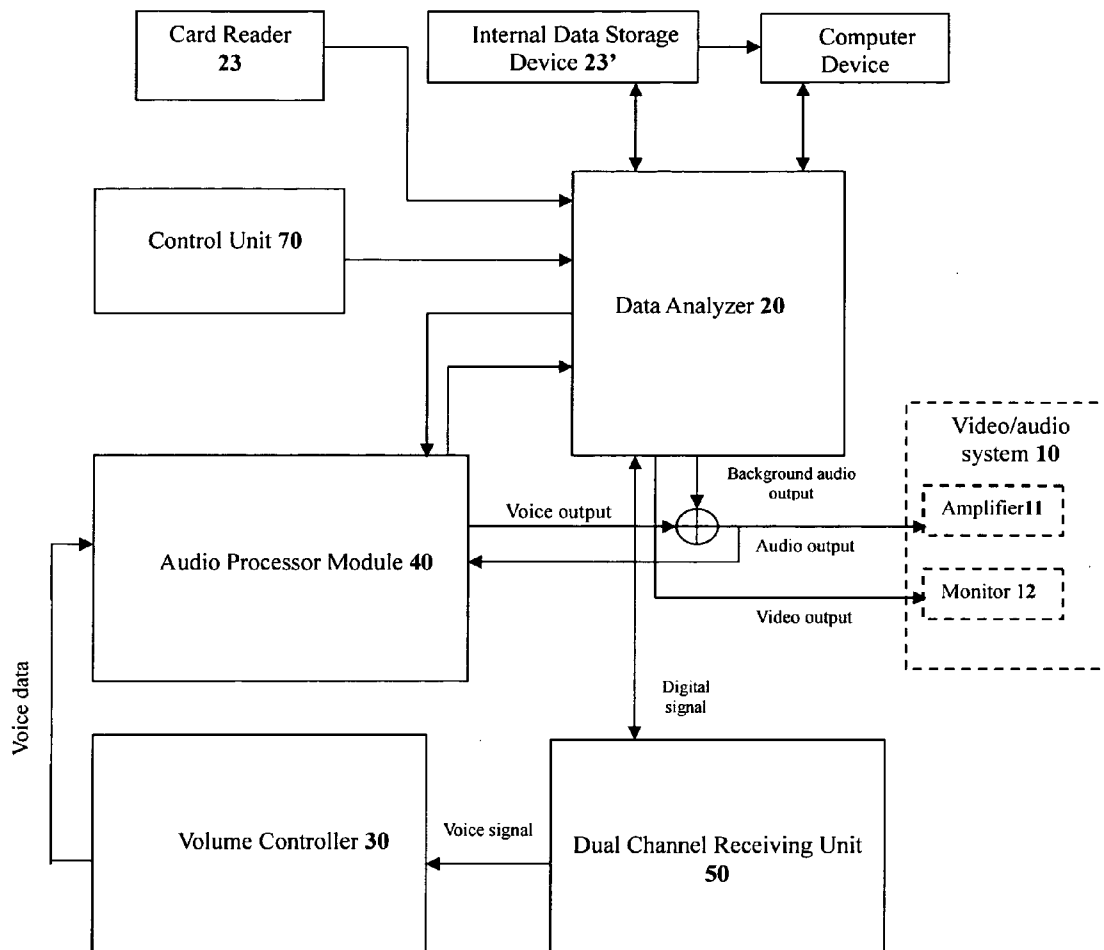 Card Reader
23
Internal Data Storage
Device 23’
Computer
Device
Control Unit 70
Data Analyzer 20
Video/audio
system 10
Background audio
output
Amplifier11
Voice output
Audio output
Audio Processor Module 40
Monitor 12
Video output
Voice data
Digital
signal
Volume Controller 30
Voice signal
Dual Channel Receiving Unit
50